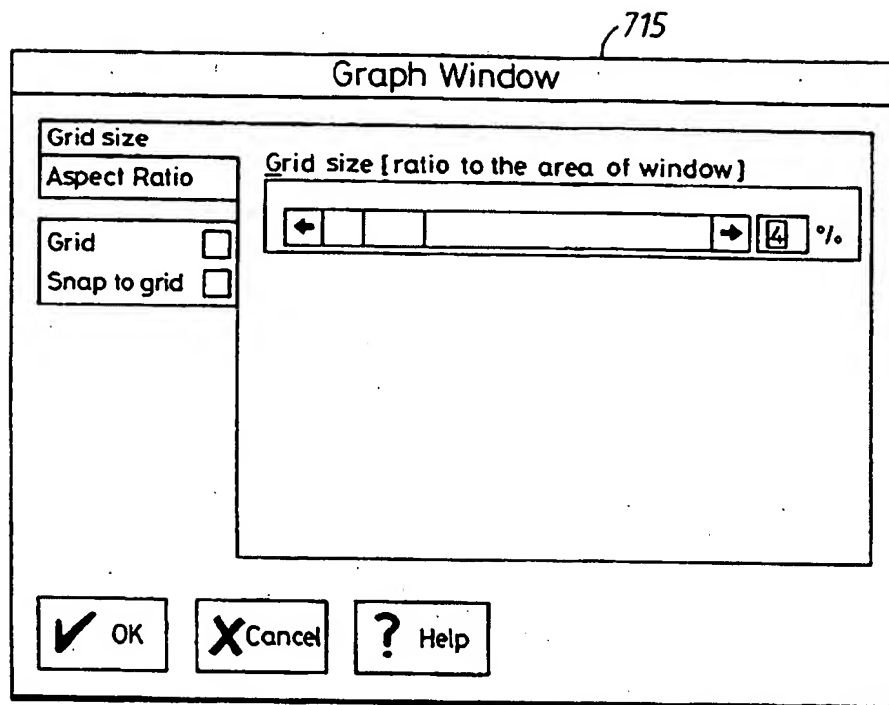 715
Graph Window
Grid size
Aspect Ratio
Grid
Snap to grid
Grid size [ratio to the area of window]
4 %
OK
Cancel
? Help